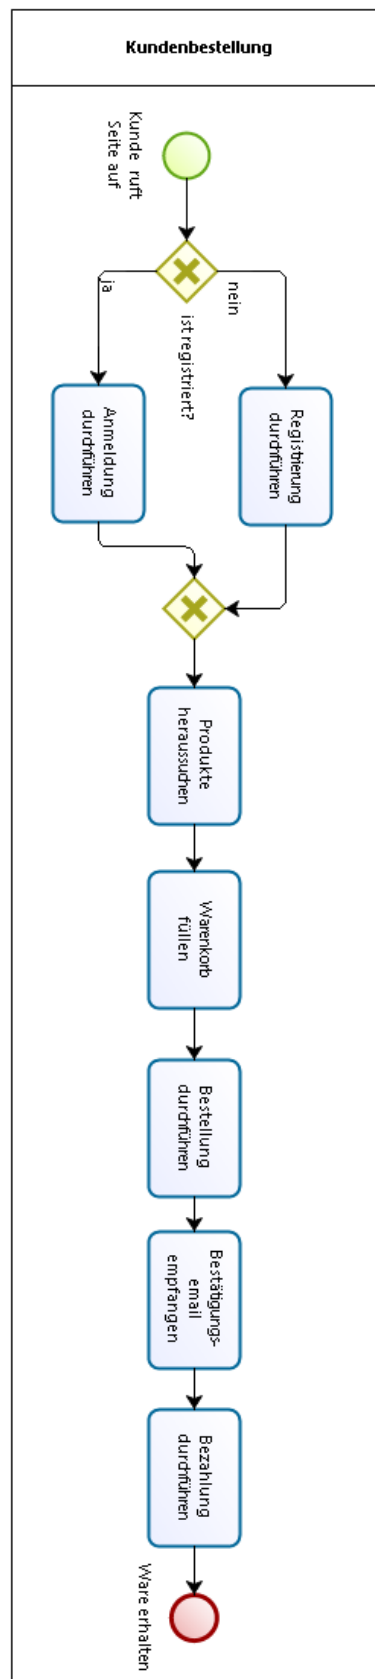 Kundenbestellung
Kunde ruft
Seite auf
ist registriert?
nein
ja
Registrierung
durchführen
Anmeldung
durchführen
Produkte
heraussuchen
Warenkorb
füllen
Bestellung
durchführen
Bestätigungs-
email
empfangen
Bezahlung
durchführen
Ware erhalten